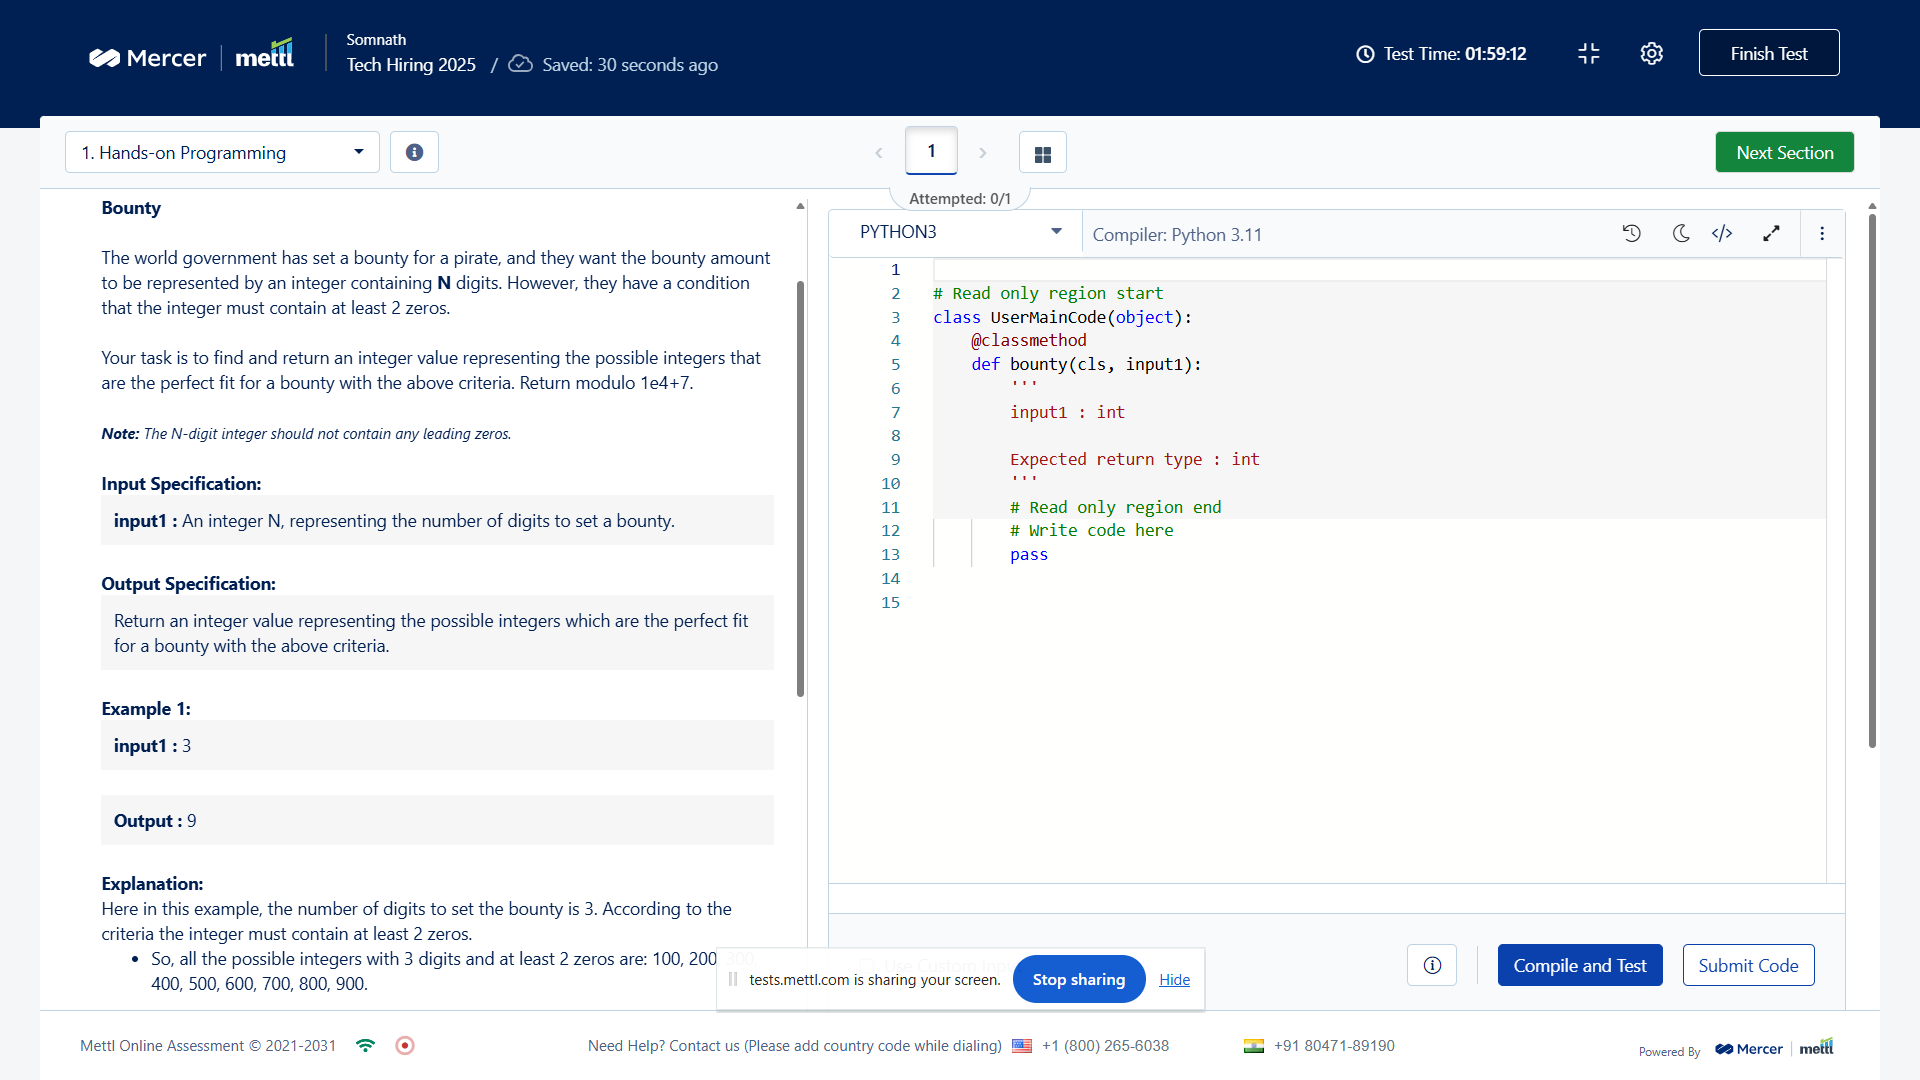 Mercer | mettl
Somnath
Tech Hiring 2025 / Saved: 30 seconds ago
Test Time: 01:59:12
Finish Test
1. Hands-on Programming
1
Next Section
Attempted: 0/1
Bounty
The world government has set a bounty for a pirate, and they want the bounty amount
to be represented by an integer containing N digits. However, they have a condition
that the integer must contain at least 2 zeros.
Your task is to find and return an integer value representing the possible integers that
are the perfect fit for a bounty with the above criteria. Return modulo 1e4+7.
Note: The N-digit integer should not contain any leading zeros.
Input Specification:
input1 : An integer N, representing the number of digits to set a bounty.
Output Specification:
Return an integer value representing the possible integers which are the perfect fit
for a bounty with the above criteria.
Example 1:
input1 : 3
Output : 9
Explanation:
Here in this example, the number of digits to set the bounty is 3. According to the
criteria the integer must contain at least 2 zeros.
• So, all the possible integers with 3 digits and at least 2 zeros are: 100, 200, 300,
400, 500, 600, 700, 800, 900.
PYTHON3
Compiler: Python 3.11
1
2 # Read only region start
3 class UserMainCode(object):
4 @classmethod
5 def bounty(cls, input1):
6 '''
7 input1 : int
8
9 Expected return type : int
10 '''
11 # Read only region end
12 # Write code here
13 pass
14
15
Use Custom Inp
tests.mettl.com is sharing your screen.
Stop sharing
Hide
Compile and Test
Submit Code
Mettl Online Assessment © 2021-2031
Need Help? Contact us (Please add country code while dialing)
+1 (800) 265-6038
+91 80471-89190
Powered By
Mercer | mettl